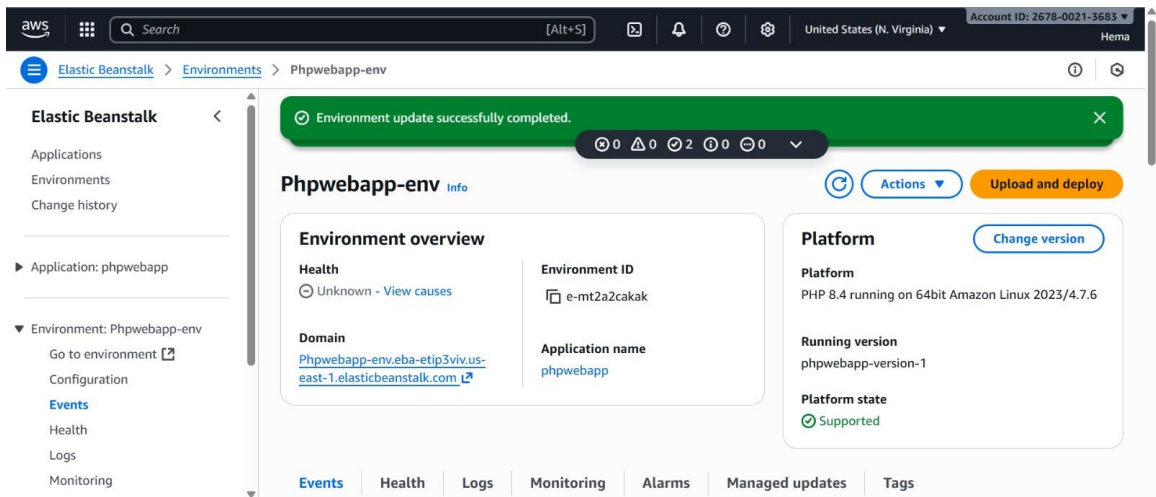 aws
Search
[Alt+S]
United States (N. Virginia) ▼
Account ID: 2678-0021-3683 ▼
Hema
Elastic Beanstalk > Environments > Phpwebapp-env
Elastic Beanstalk
Applications
Environments
Change history
Application: phpwebapp
Environment: Phpwebapp-env
Go to environment
Configuration
Events
Health
Logs
Monitoring
Environment update successfully completed.
0 0 2 0 0
Phpwebapp-env Info
Actions ▼
Upload and deploy
Environment overview
Health
Unknown - View causes
Domain
Phpwebapp-env.eba-etip3viv.us-
east-1.elasticbeanstalk.com
Environment ID
e-mt2a2cakak
Application name
phpwebapp
Platform
Change version
Platform
PHP 8.4 running on 64bit Amazon Linux 2023/4.7.6
Running version
phpwebapp-version-1
Platform state
Supported
Events Health Logs Monitoring Alarms Managed updates Tags